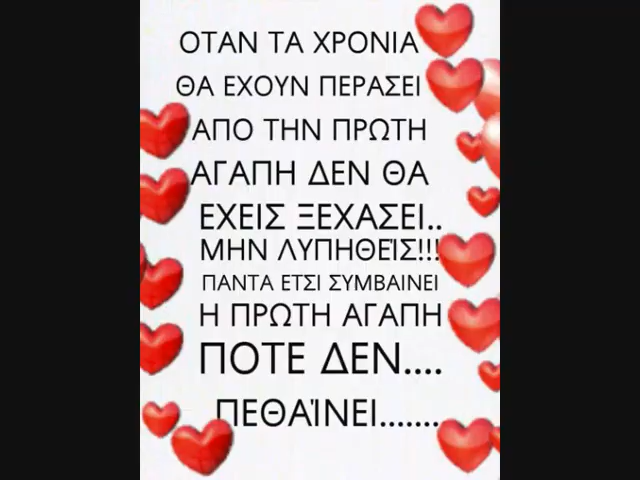 ΟΤΑΝ ΤΑ ΧΡΟΝΙΑ
ΘΑ ΕΧΟΥΝ ΠΕΡΑΣΕΙ
ΑΠΟ ΤΗΝ ΠΡΩΤΗ
ΑΓΑΠΗ ΔΕΝ ΘΑ
ΕΧΕΙΣ ΞΕΧΑΣΕΙ..
ΜΗΝ ΛΥΠΗΘΕΊΣ!!!
ΠΑΝΤΑ ΕΤΣΙ ΣΥΜΒΑΙΝΕΙ
Η ΠΡΩΤΗ ΑΓΑΠΗ
ΠΟΤΕ ΔΕΝ....
ΠΕΘΑΊΝΕΙ.......